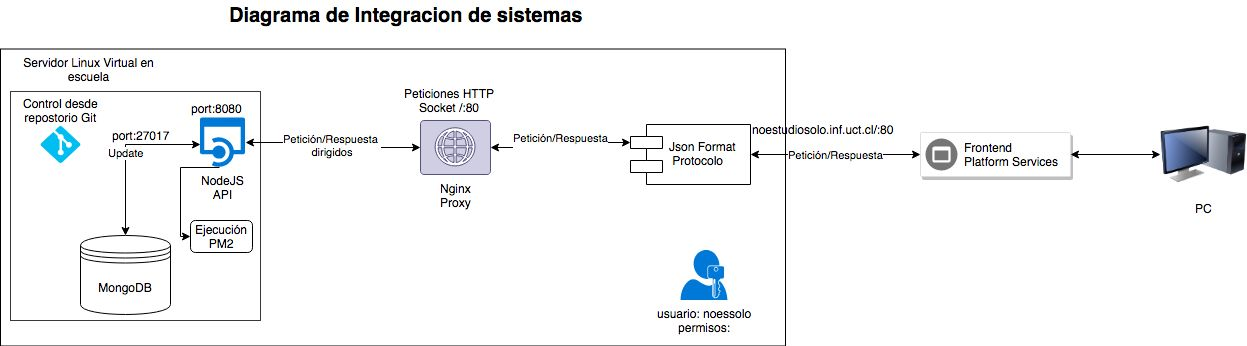 Diagrama de Integracion de sistemas
Servidor Linux Virtual en
escuela
Control desde
repostorio Git
port:8080
port:27017
Update
NodeJS
API
Ejecución
PM2
MongoDB
Petición/Respuesta
dirigidos
Peticiones HTTP
Socket /:80
Nginx
Proxy
Petición/Respuesta
Json Format
Protocolo
noestudiosolo.inf.uct.cl/:80
Petición/Respuesta
Frontend
Platform Services
PC
usuario: noessolo
permisos: